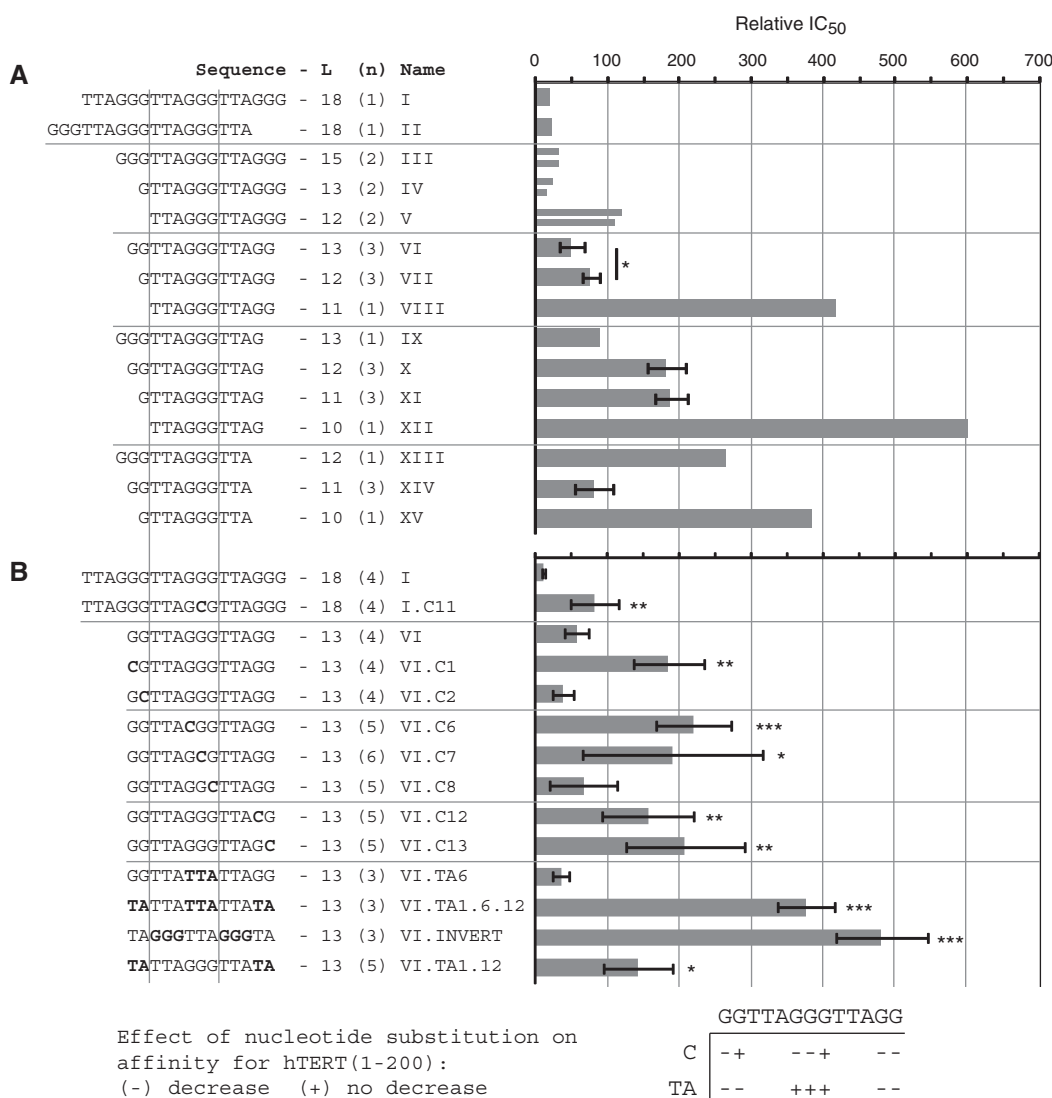 Relative IC50
Sequence - L (n) Name
0 100 200 300 400 500 600 700
A
TTAGGGTTAGGGTTAGGG - 18 (1) I
GGGTTAGGGTTAGGGTTA - 18 (1) II
GGGTTAGGGTTAGGG - 15 (2) III
GTTAGGGTTAGGG - 13 (2) IV
TTAGGGTTAGGG - 12 (2) V
GGTTAGGGTTAGG - 13 (3) VI
*
GTTAGGGTTAGG - 12 (3) VII
TTAGGGTTAGG - 11 (1) VIII
GGGTTAGGGTTAG - 13 (1) IX
GGTTAGGGTTAG - 12 (3) X
GTTAGGGTTAG - 11 (3) XI
TTAGGGTTAG - 10 (1) XII
GGGTTAGGGTTA - 12 (1) XIII
GGTTAGGGTTA - 11 (3) XIV
GTTAGGGTTA - 10 (1) XV
B
TTAGGGTTAGGGTTAGGG - 18 (4) I
TTAGGGTTAGCGTTAGGG - 18 (4) I.C11 **
GGTTAGGGTTAGG - 13 (4) VI
CGTTAGGGTTAGG - 13 (4) VI.C1 **
GCTTAGGGTTAGG - 13 (4) VI.C2
GGTTACGGTTAGG - 13 (5) VI.C6 ***
GGTTAGCGTTAGG - 13 (6) VI.C7 *
GGTTAGGCTTAGG - 13 (5) VI.C8
GGTTAGGGTTACG - 13 (5) VI.C12 **
GGTTAGGGTTAGC - 13 (5) VI.C13 **
GGTTATTATTAGG - 13 (3) VI.TA6
TATTATTATTATA - 13 (3) VI.TA1.6.12 ***
TAGGGTTAGGGTA - 13 (3) VI.INVERT ***
TATTAGGGTTATA - 13 (5) VI.TA1.12 *
Effect of nucleotide substitution on
affinity for hTERT(1-200):
(-) decrease (+) no decrease
GGTTAGGGTTAGG
C -+ --+ --
TA -- +++ --